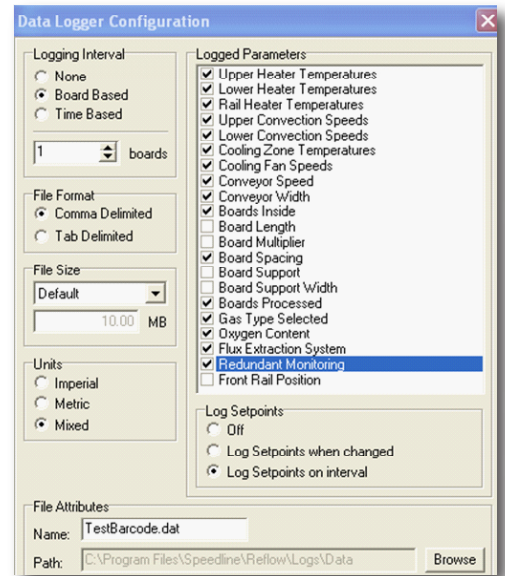 Data Logger Configuration
Logging Interval
None
Board Based
Time Based
1 boards
File Format
Comma Delimited
Tab Delimited
File Size
Default
10.00 MB
Units
Imperial
Metric
Mixed
Logged Parameters
Upper Heater Temperatures
Lower Heater Temperatures
Rail Heater Temperatures
Upper Convection Speeds
Lower Convection Speeds
Cooling Zone Temperatures
Cooling Fan Speeds
Conveyor Speed
Conveyor Width
Boards Inside
Board Length
Board Multiplier
Board Spacing
Board Support
Board Support Width
Boards Processed
Gas Type Selected
Oxygen Content
Flux Extraction System
Redundant Monitoring
Front Rail Position
Log Setpoints
Off
Log Setpoints when changed
Log Setpoints on interval
File Attributes
Name: TestBarcode.dat
Path: C:\Program Files\Speedline\Reflow\Logs\Data Browse